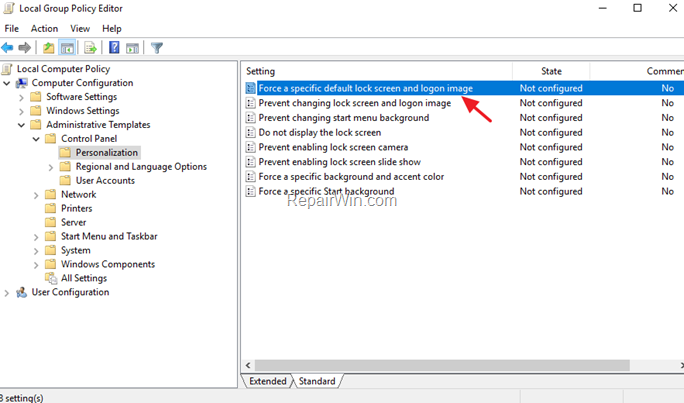 Local Group Policy Editor
File Action View Help
Local Computer Policy
Computer Configuration
Software Settings
Windows Settings
Administrative Templates
Control Panel
Personalization
Regional and Language Options
User Accounts
Network
Printers
Server
Start Menu and Taskbar
System
Windows Components
All Settings
User Configuration
Setting State Commen
Force a specific default lock screen and logon image Not configured No
Prevent changing lock screen and logon image Not configured No
Prevent changing start menu background Not configured No
Do not display the lock screen Not configured No
Prevent enabling lock screen camera Not configured No
Prevent enabling lock screen slide show Not configured No
Force a specific background and accent color Not configured No
Force a specific Start background Not configured No
RepairWin.com
Extended Standard
8 setting(s)